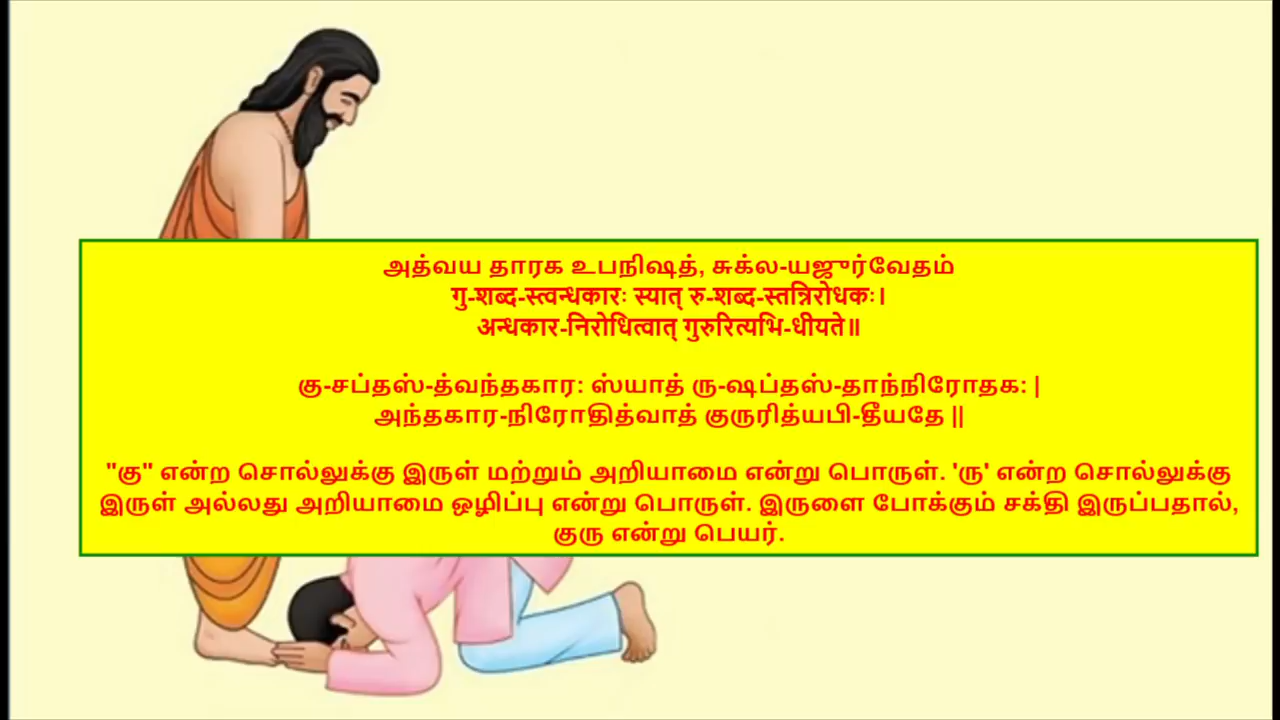 அத்வய தாரக உபநிஷத், சுக்ல-யஜுர்வேதம்
गु-शब्द-स्त्वन्धकारः स्यात् रु-शब्द-स्तन्निरोधकः।
अन्धकार-निरोधित्वात् गुरुरित्यभि-धीयते॥
கு-சப்தஸ்-த்வந்தகார: ஸ்யாத் ரு-ஷப்தஸ்-தாந்நிரோதக: |
அந்தகார-நிரோதித்வாத் குருரித்யபி-தீயதே ||
"கு" என்ற சொல்லுக்கு இருள் மற்றும் அறியாமை என்று பொருள். 'ரு' என்ற சொல்லுக்கு
இருள் அல்லது அறியாமை ஒழிப்பு என்று பொருள். இருளை போக்கும் சக்தி இருப்பதால்,
குரு என்று பெயர்.